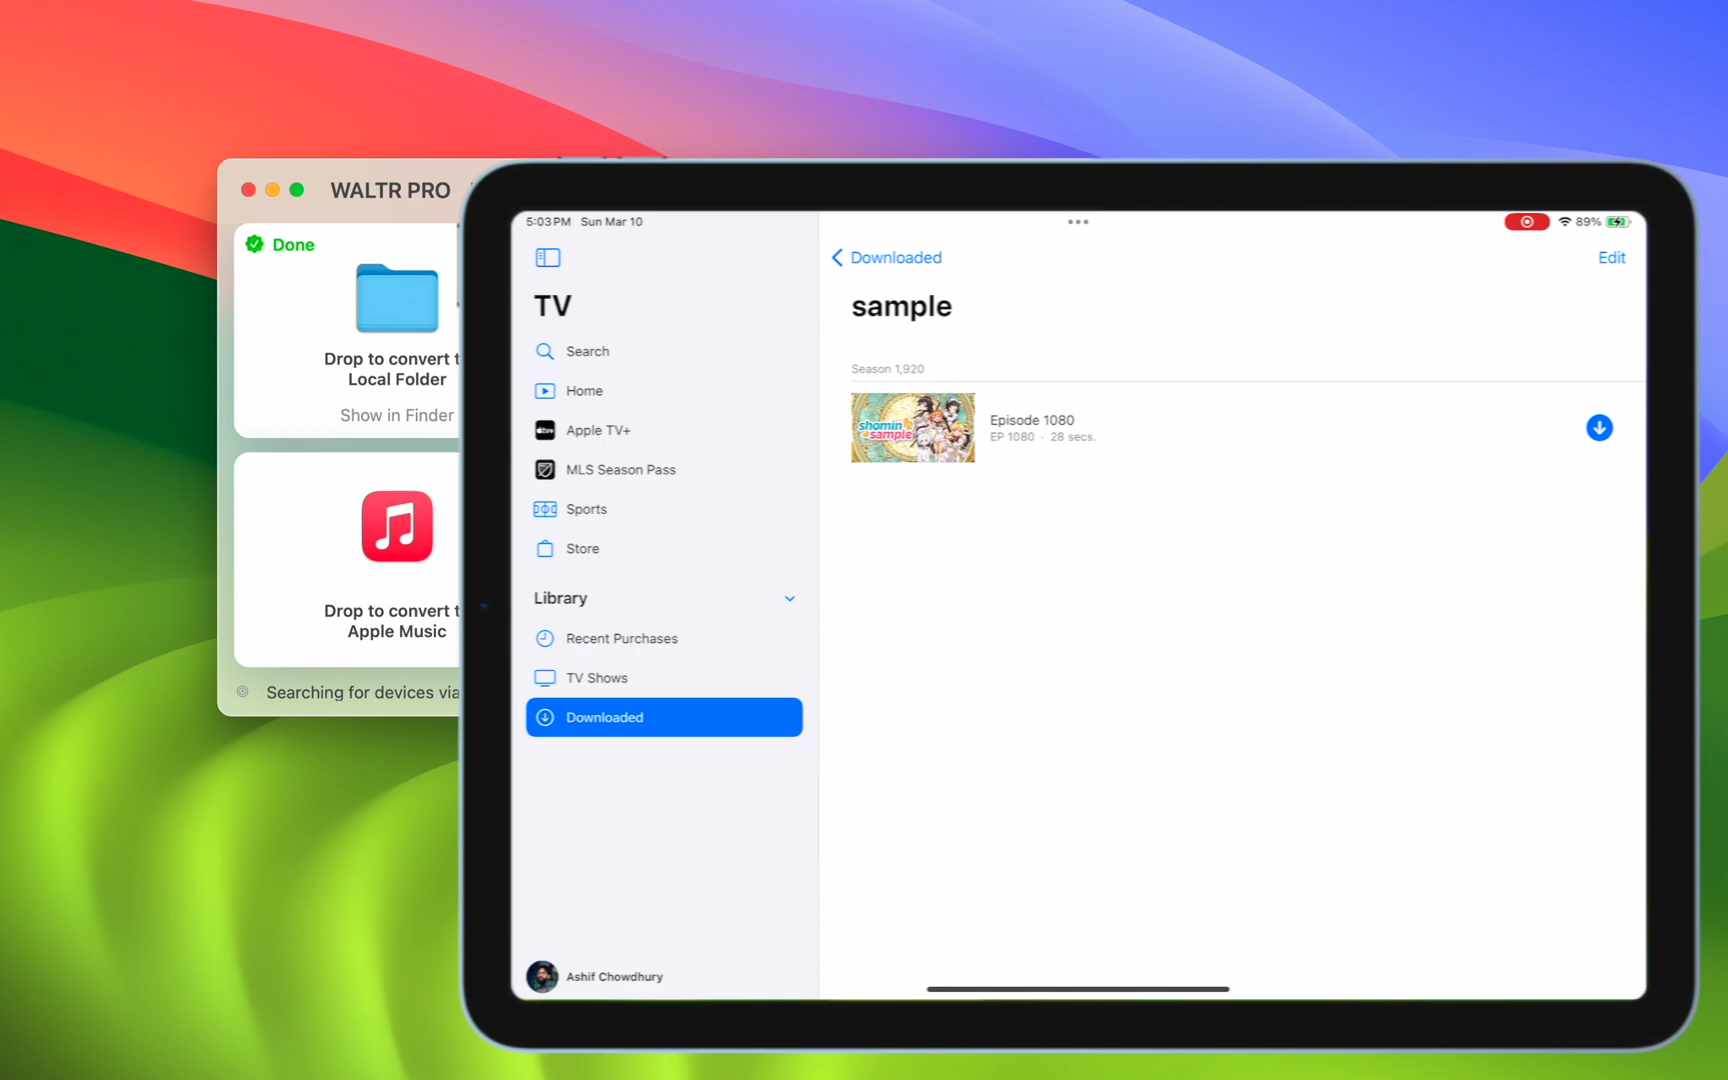 WALTR PRO
Done
Drop to convert t
Local Folder
Show in Finder
Drop to convert t
Apple Music
Searching for devices via
5:03 PM Sun Mar 10
89%
TV
Search
Home
Apple TV+
MLS Season Pass
Sports
Store
Library
Recent Purchases
TV Shows
Downloaded
Ashif Chowdhury
Downloaded
Edit
sample
Season 1,920
shomin
sample
Episode 1080
EP 1080 · 28 secs.